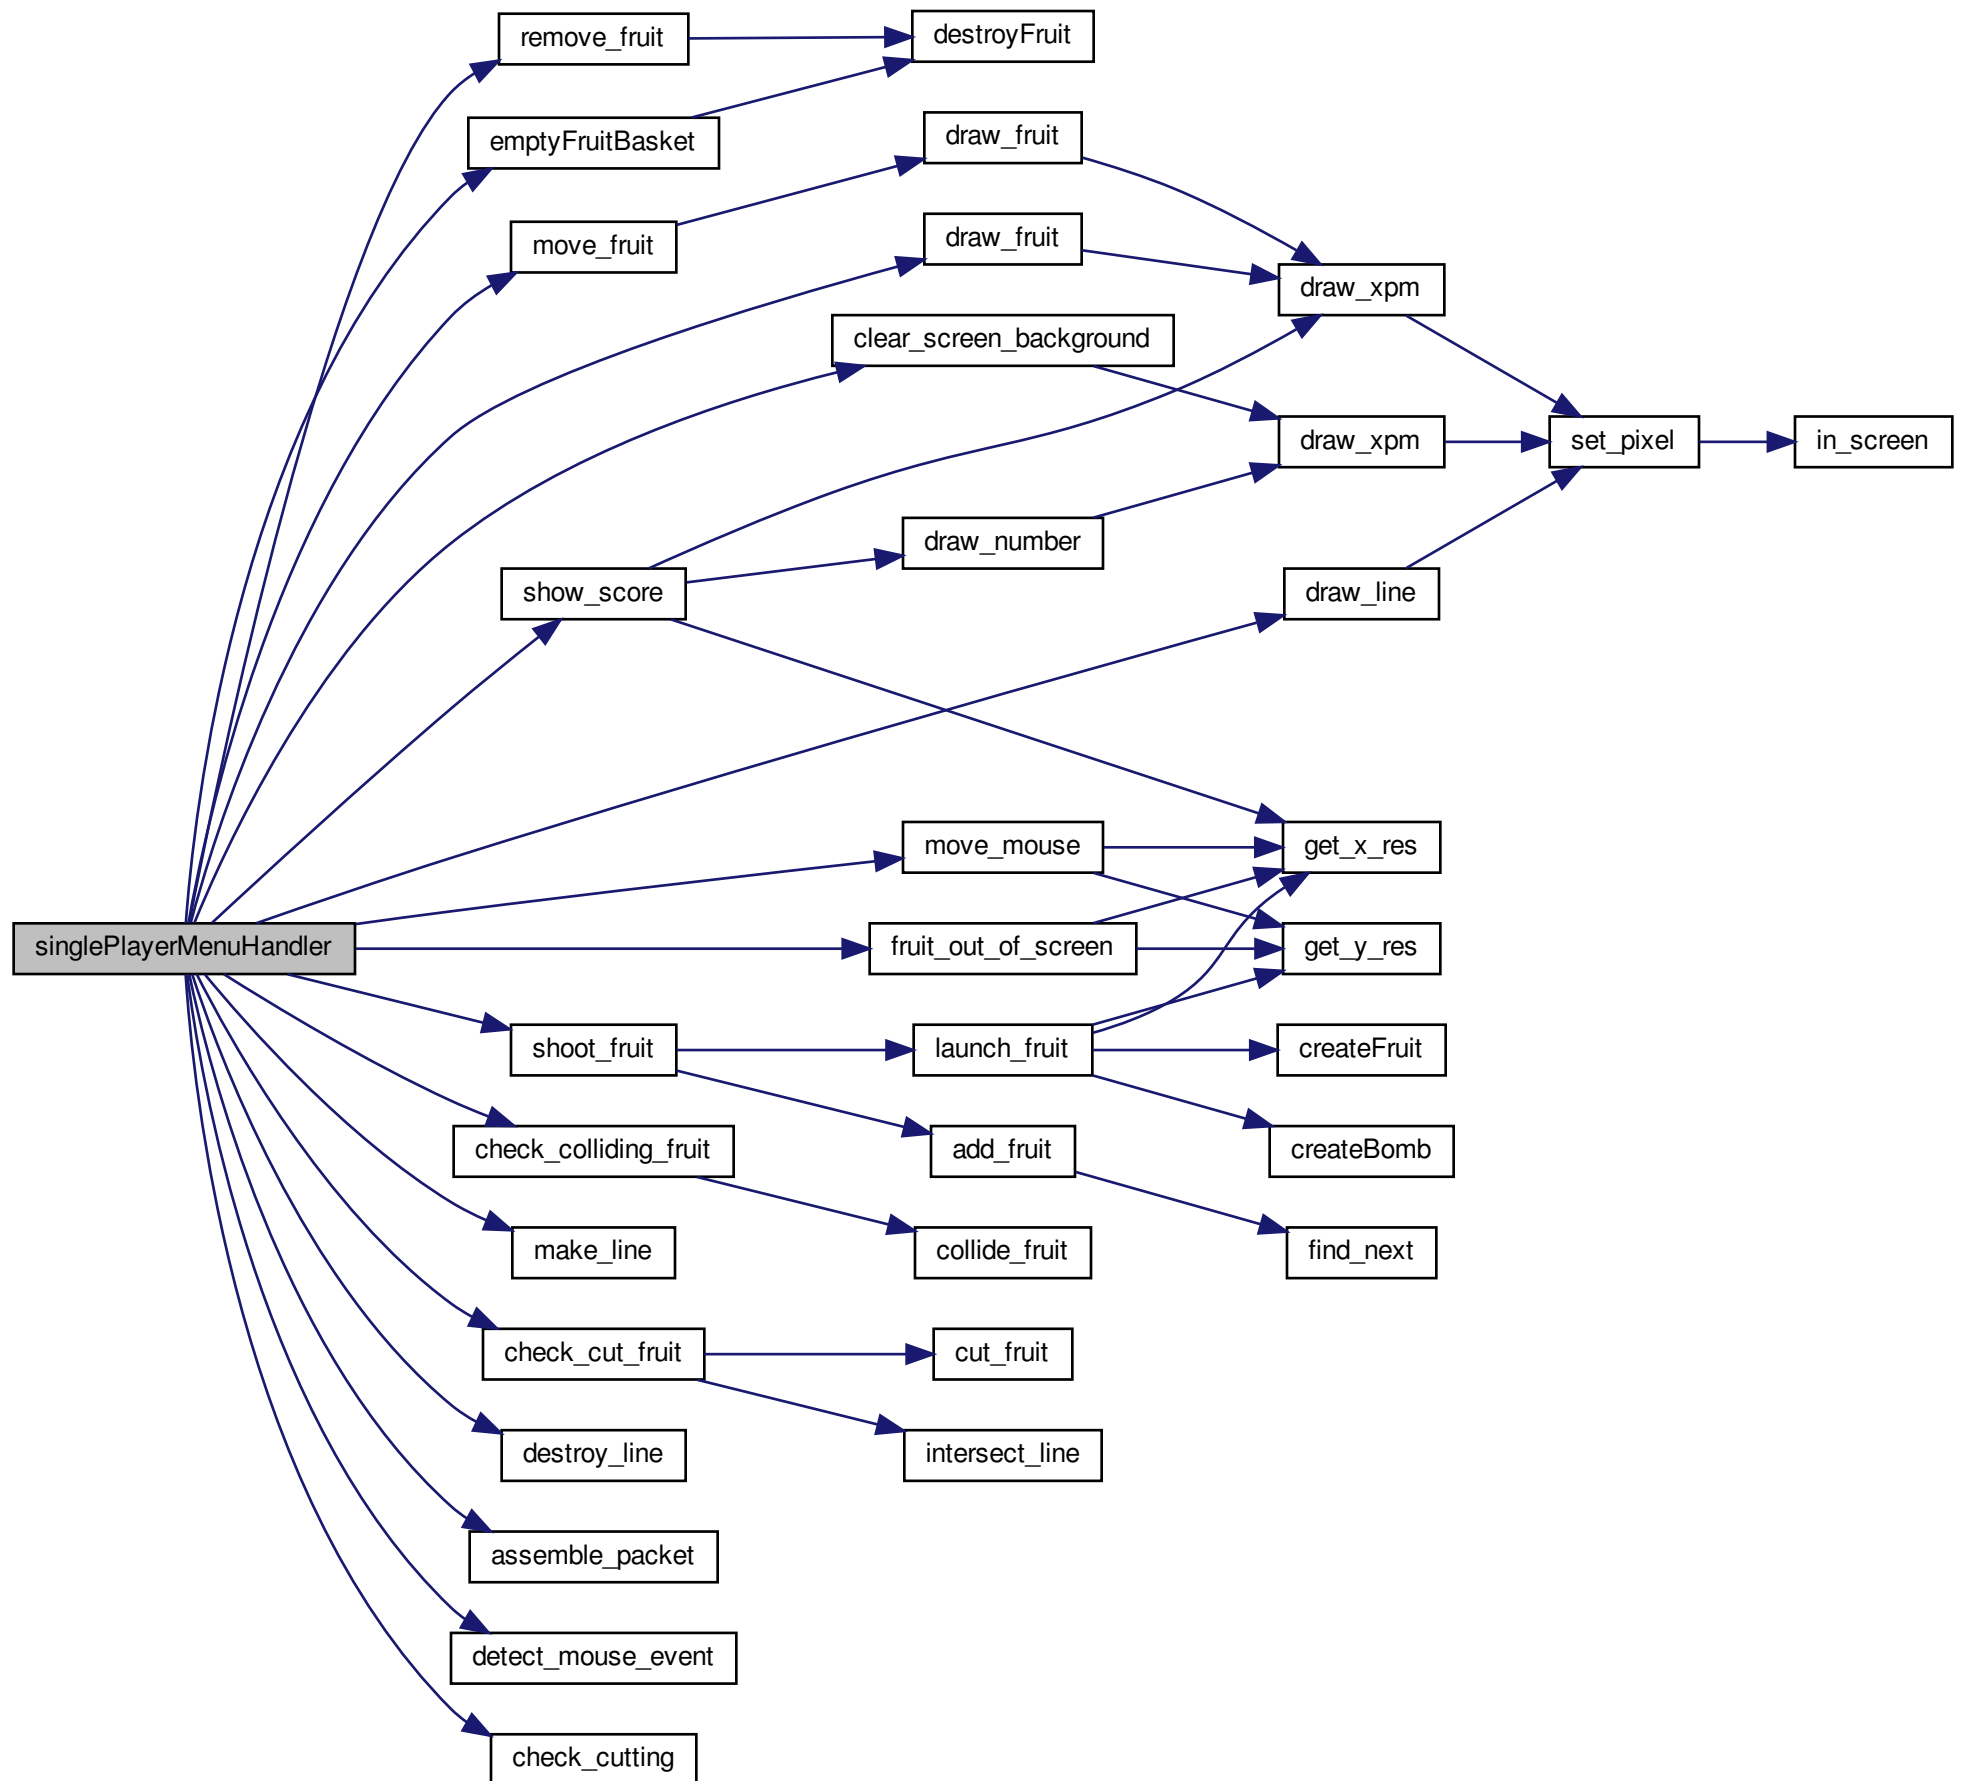 remove_fruit
destroyFruit
emptyFruitBasket
draw_fruit
move_fruit
draw_fruit
draw_xpm
clear_screen_background
draw_xpm
set_pixel
in_screen
draw_number
show_score
draw_line
move_mouse
get_x_res
singlePlayerMenuHandler
fruit_out_of_screen
get_y_res
shoot_fruit
launch_fruit
createFruit
check_colliding_fruit
add_fruit
createBomb
make_line
collide_fruit
find_next
check_cut_fruit
cut_fruit
destroy_line
intersect_line
assemble_packet
detect_mouse_event
check_cutting